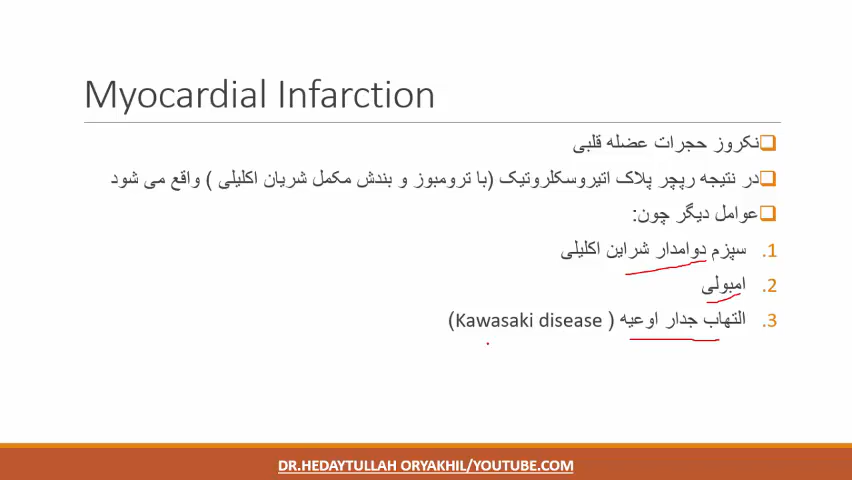 Myocardial Infarction
نکروز حجرات عضله قلبی
در نتیجه رپچر پلاک اتیروسکلروتیک (با ترومبوز و بندش مکمل شریان اکلیلی ) واقع می شود
عوامل دیگر چون:
1. سپزم دوامدار شراین اکلیلی
2. امبولی
3. التهاب جدار اوعیه ( Kawasaki disease)
DR.HEDAYTULLAH ORYAKHIL/YOUTUBE.COM